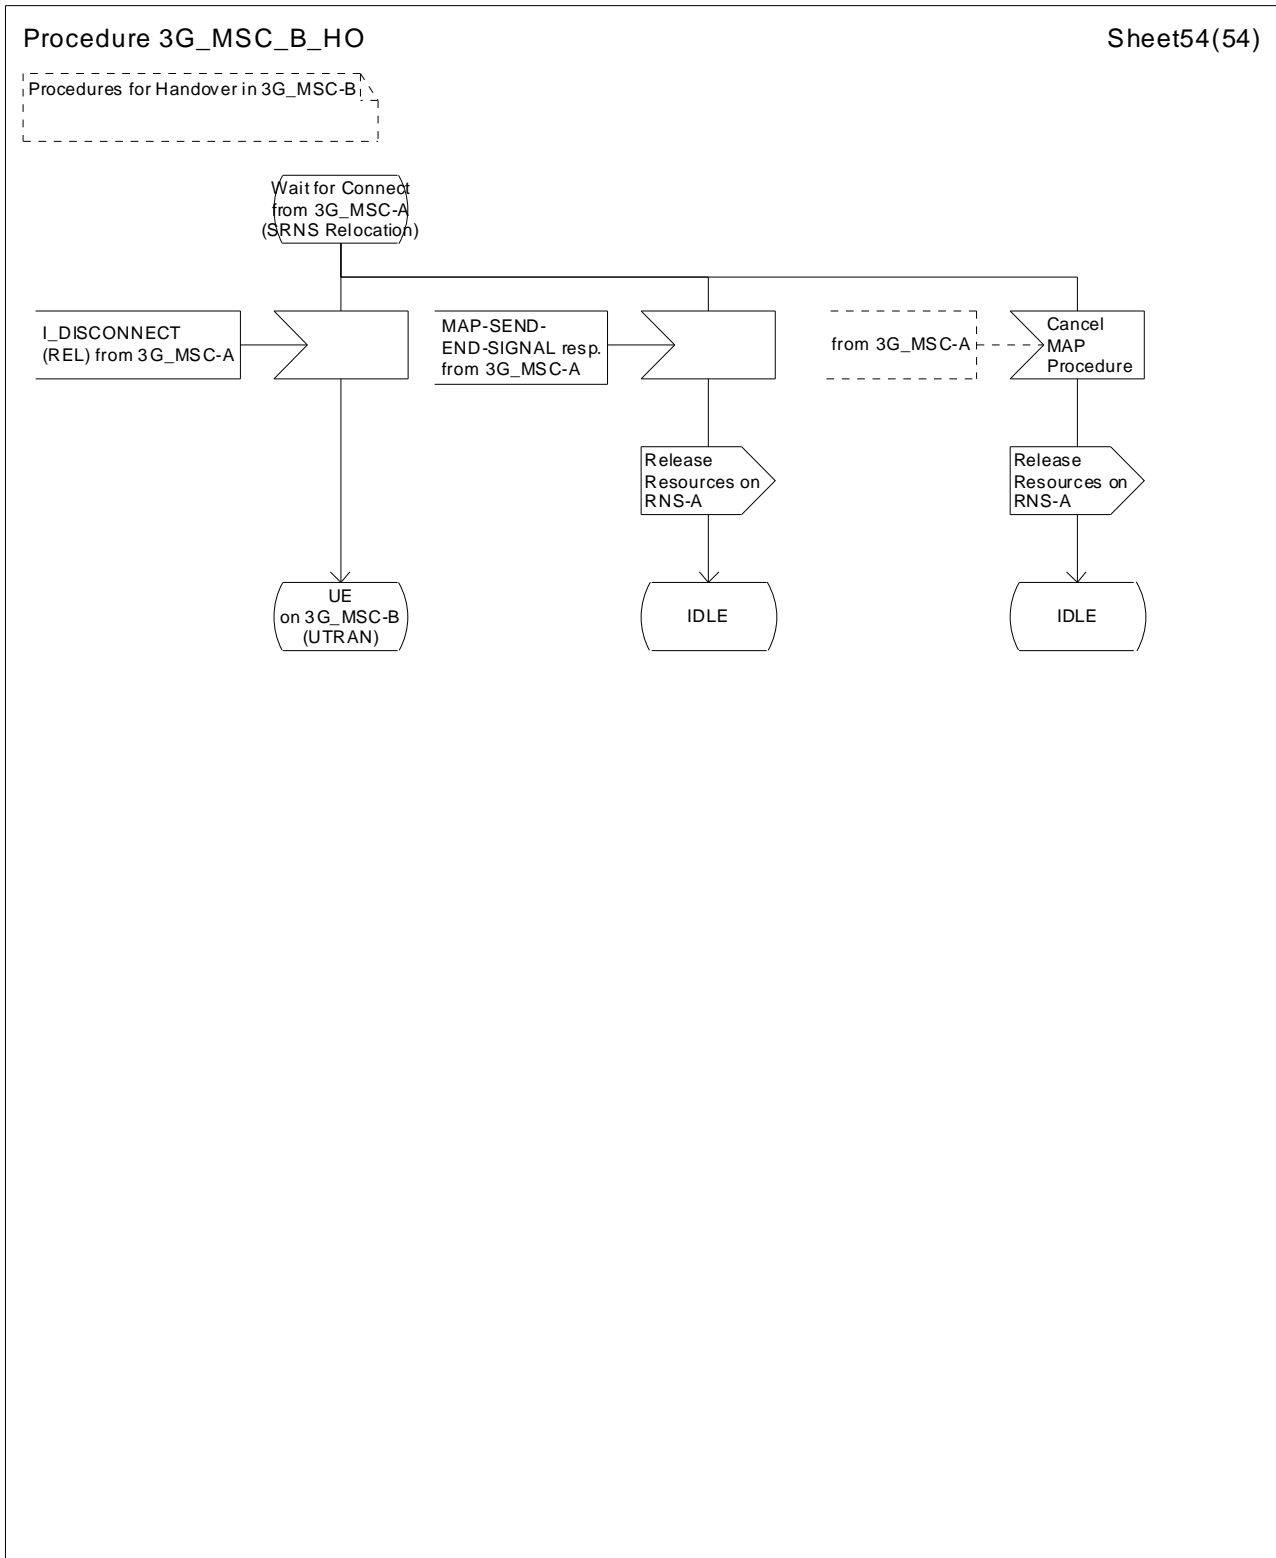 Procedure 3G_MSC_B_HO
Sheet54(54)
Procedures for Handover in 3G_MSC-B
Wait for Connect
from 3G_MSC-A
(SRNS Relocation)
I_DISCONNECT
(REL) from 3G_MSC-A
MAP-SEND-
END-SIGNAL resp.
from 3G_MSC-A
from 3G_MSC-A
Cancel
MAP
Procedure
Release
Resources on
RNS-A
Release
Resources on
RNS-A
UE
on 3G_MSC-B
(UTRAN)
IDLE
IDLE